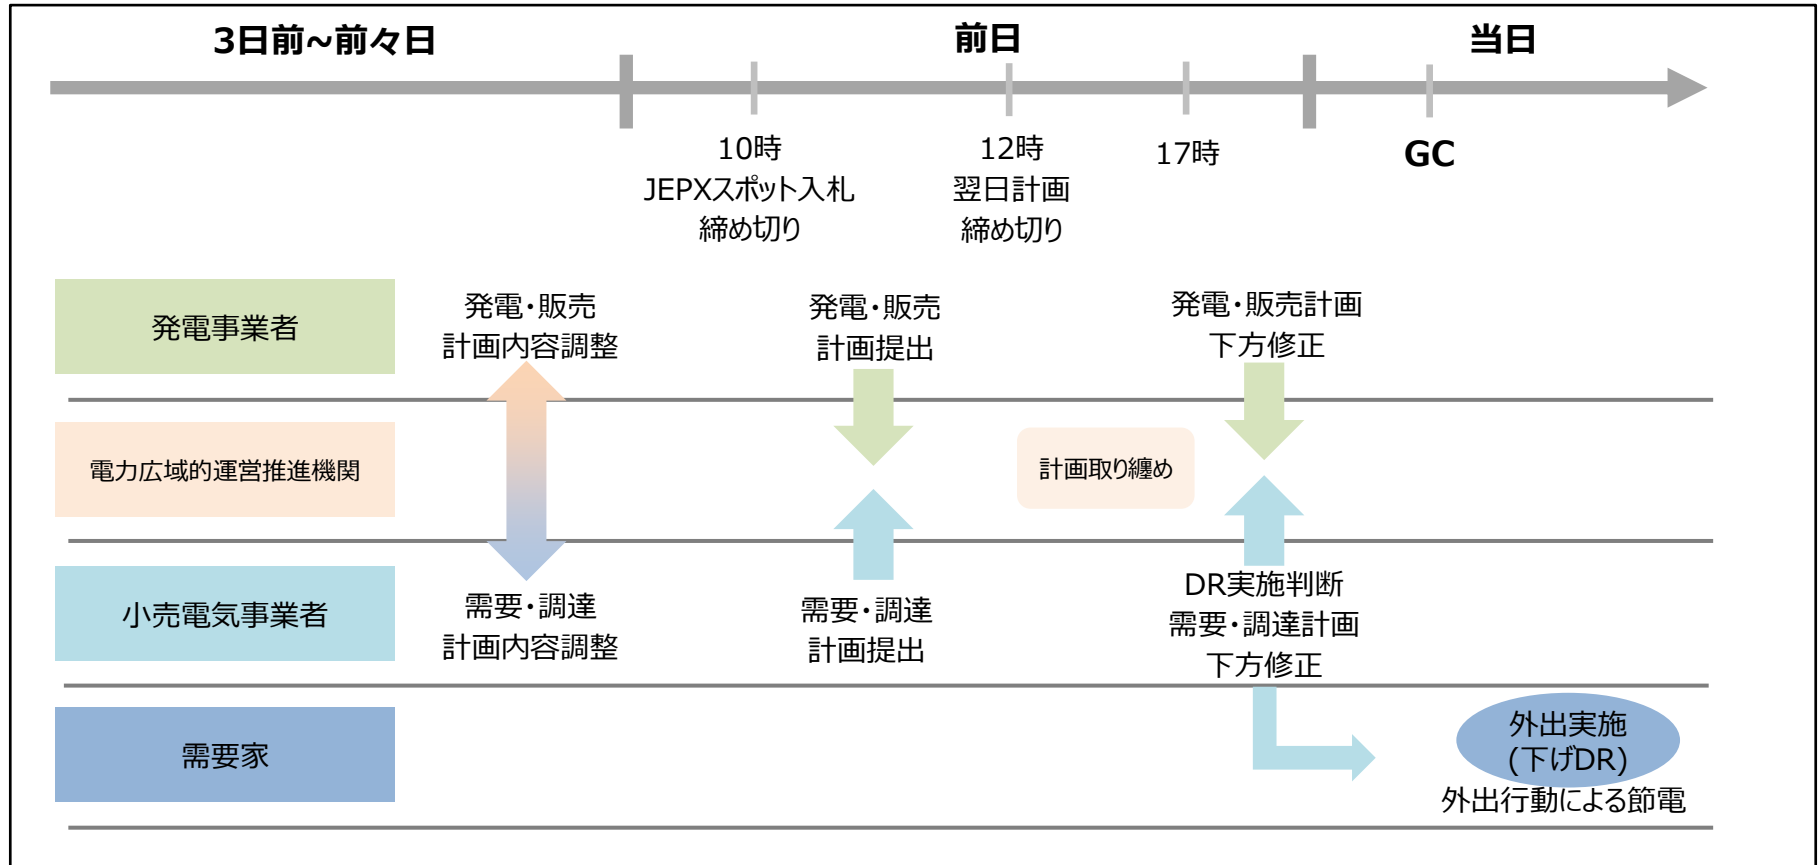 3日前~前々日
前日
当日
10時
JEPXスポット入札
締め切り
12時
翌日計画
締め切り
17時
GC
発電事業者
発電・販売
計画内容調整
発電・販売
計画提出
発電・販売計画
下方修正
電力広域的運営推進機関
計画取り纏め
小売電気事業者
需要・調達
計画内容調整
需要・調達
計画提出
DR実施判断
需要・調達計画
下方修正
需要家
外出実施
(下げDR)
外出行動による節電